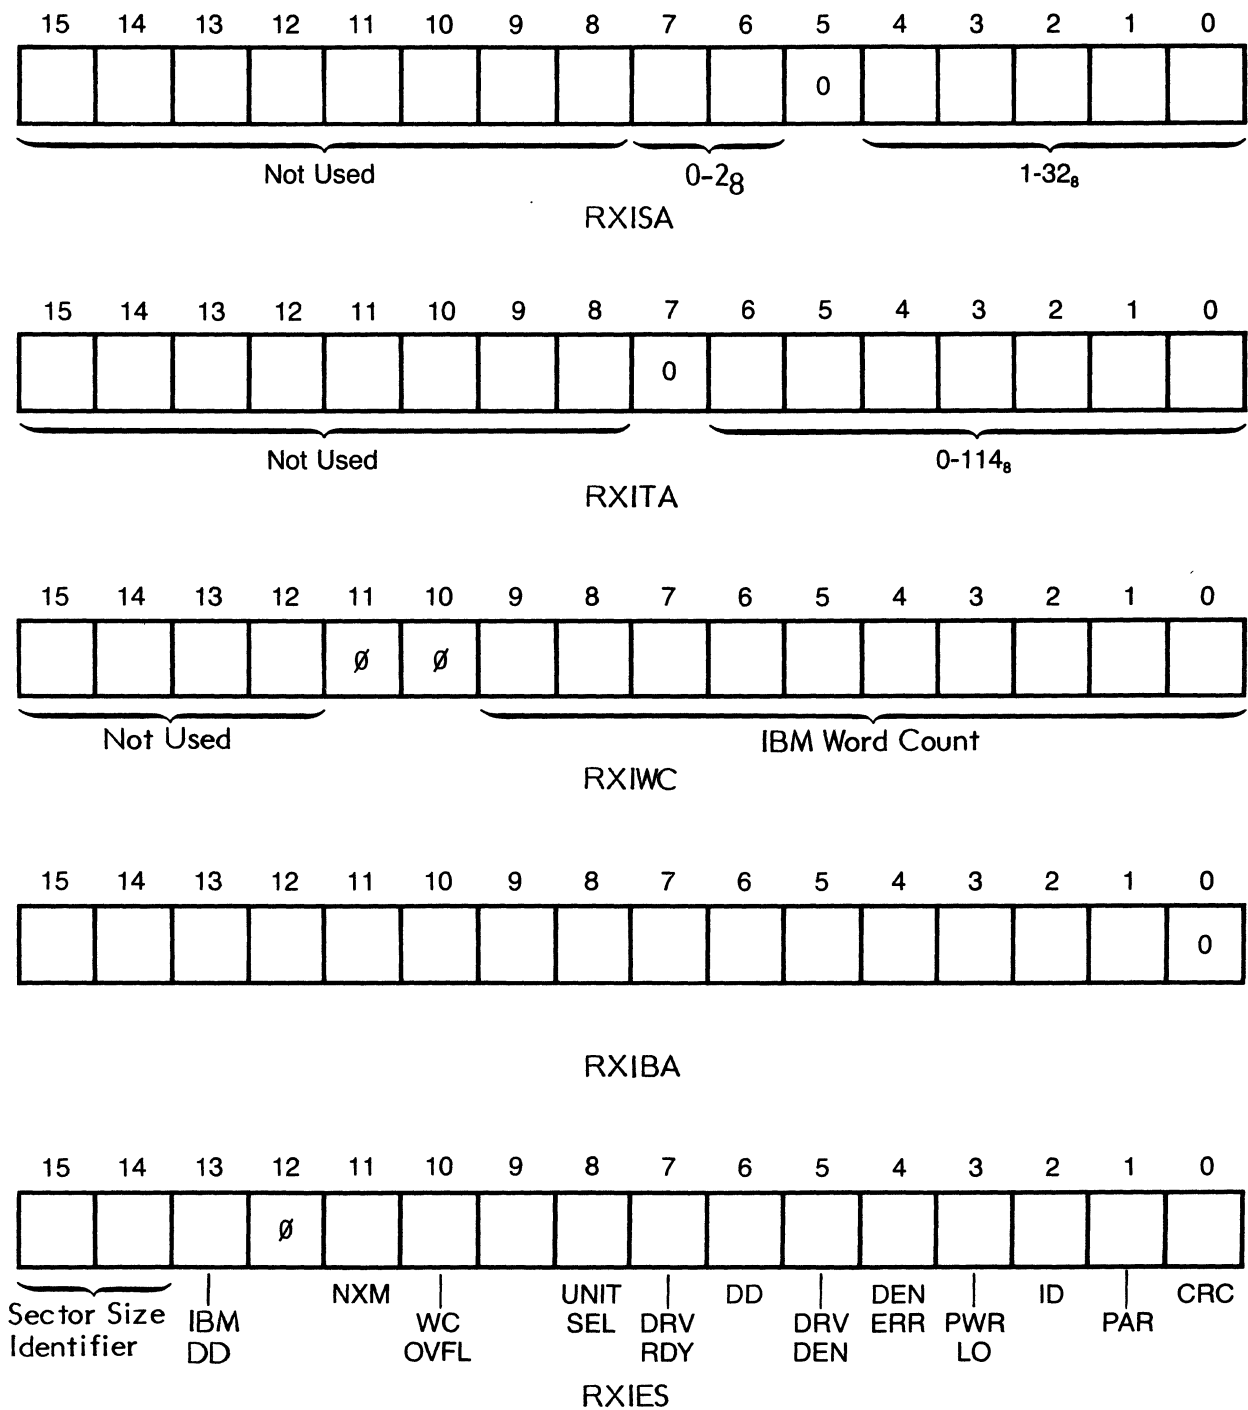 15 14 13 12 11 10 9 8 7 6 5 4 3 2 1 0
0
Not Used 0-2₈ 1-32₈
RXISA
15 14 13 12 11 10 9 8 7 6 5 4 3 2 1 0
0
Not Used 0-114₈
RXITA
15 14 13 12 11 10 9 8 7 6 5 4 3 2 1 0
Ø Ø
Not Used IBM Word Count
RXIWC
15 14 13 12 11 10 9 8 7 6 5 4 3 2 1 0
0
RXIBA
15 14 13 12 11 10 9 8 7 6 5 4 3 2 1 0
Ø
NXM UNIT DD DEN ID CRC
Sector Size IBM WC SEL DRV DRV ERR PWR PAR
Identifier DD OVFL RDY DEN LO
RXIES